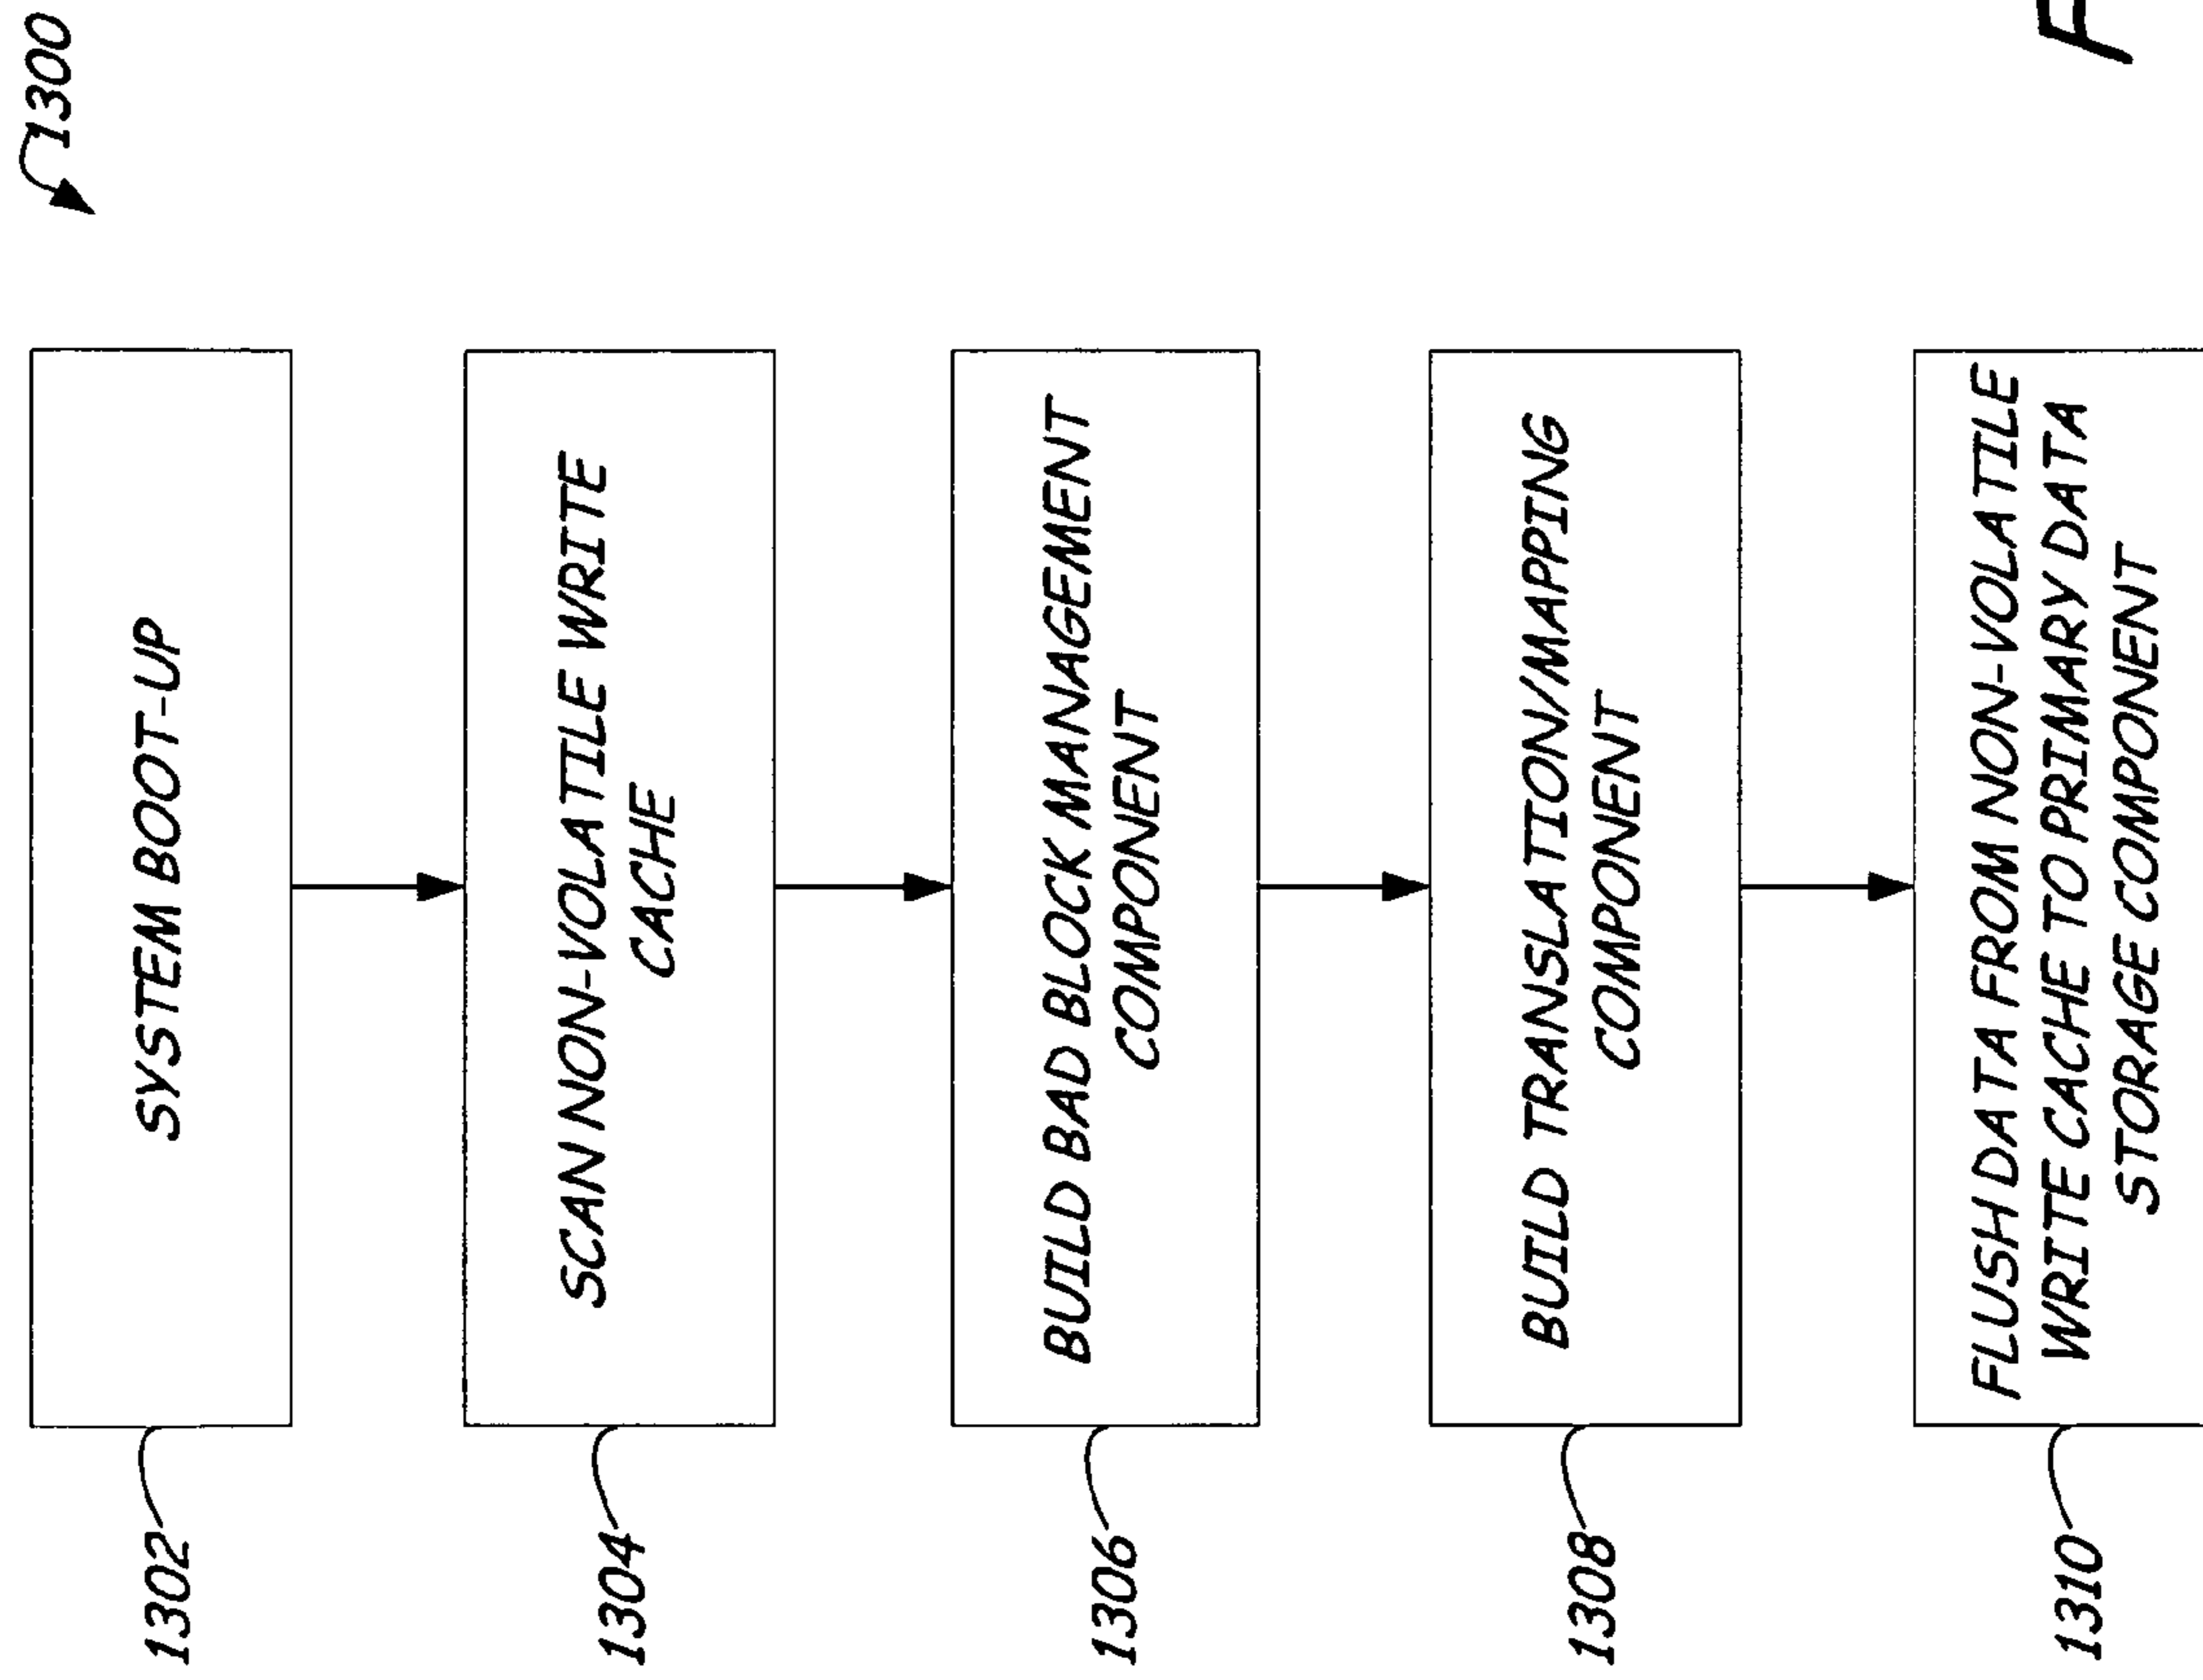 1300
1302
SYSTEM BOOT-UP
1304
SCAN NON-VOLATILE WRITE
CACHE
1306
BUILD BAD BLOCK MANAGEMENT
COMPONENT
1308
BUILD TRANSLATION/MAPPING
COMPONENT
1310
FLUSH DATA FROM NON-VOLATILE
WRITE CACHE TO PRIMARY DATA
STORAGE COMPONENT